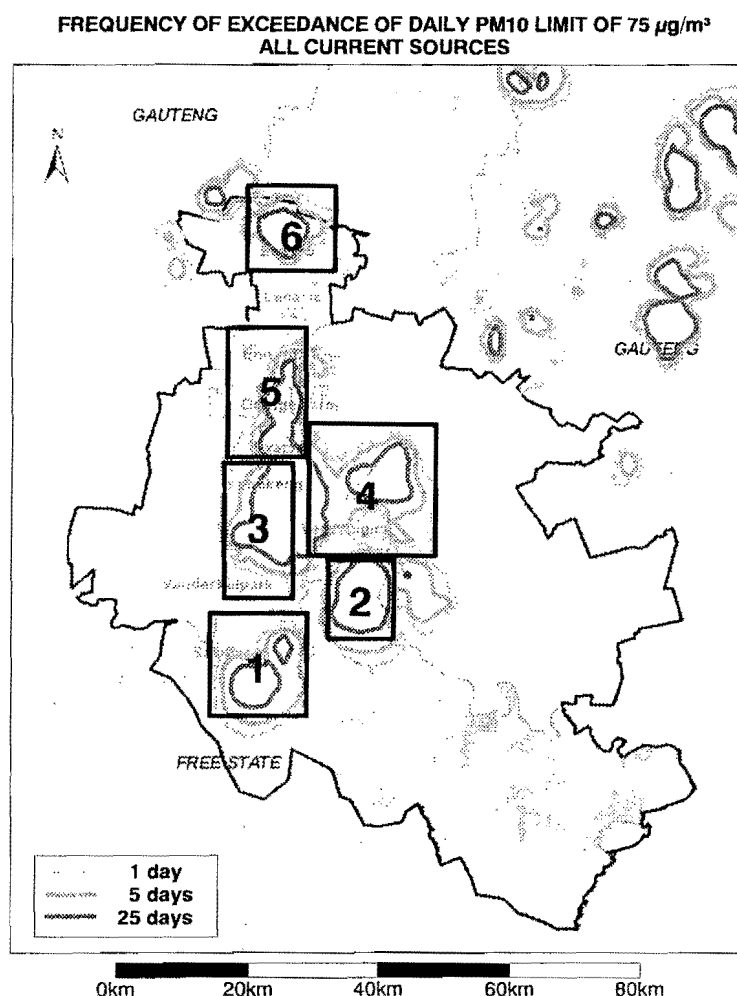 FREQUENCY OF EXCEEDANCE OF DAILY PM10 LIMIT OF 75 µg/m³
ALL CURRENT SOURCES
GAUTENG
N
6
GAUTENG
5
4
3
2
1
FREE STATE
1 day
5 days
25 days
0km 20km 40km 60km 80km